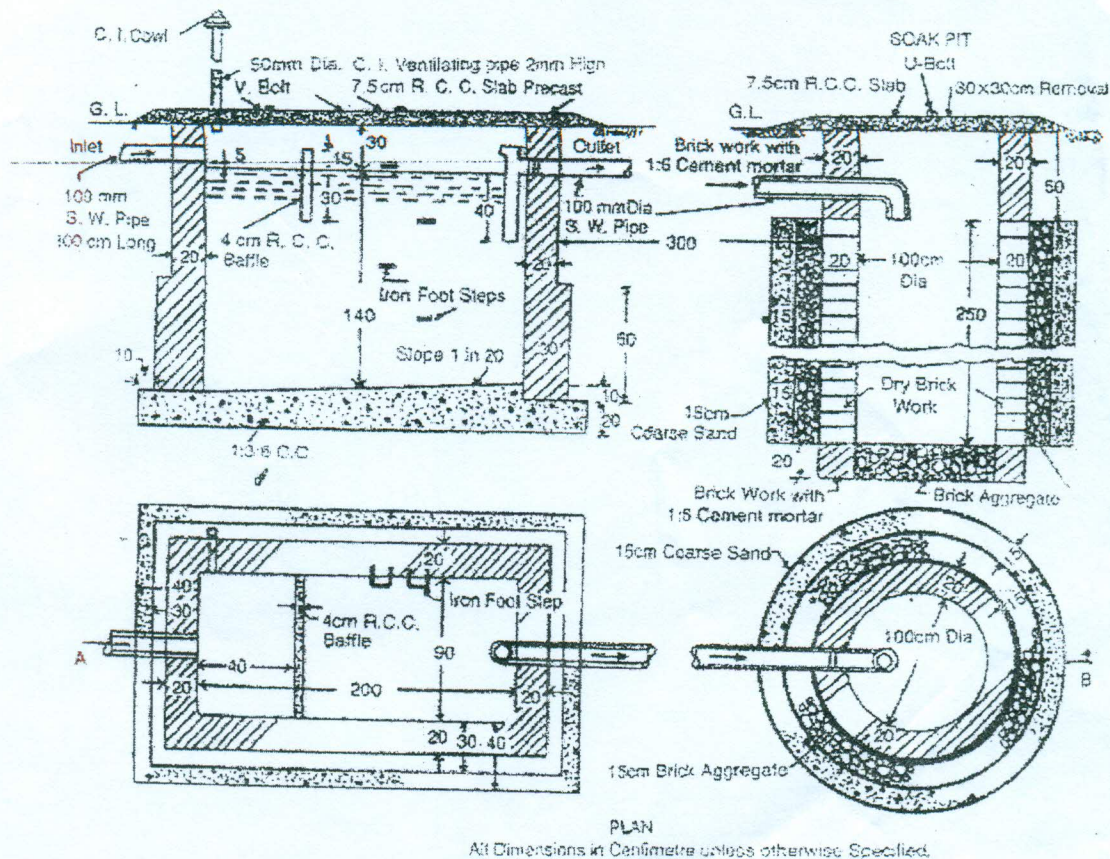 C. I. Cowl
50mm Dia. C. I. Ventilating pipe 2mm High
V. Bolt
7.5cm R. C. C. Slab Precast
G. L.
Inlet
5
15
30
Outlet
100 mm
S. W. Pipe
300 cm Long
30
4 cm R. C. C.
Baffle
40
100 mm Dia
S. W. Pipe
300
20
20
Iron Foot Steps
140
60
30
Slope 1 in 20
10
10
20
1:3:6 C.C.
SOAK PIT
U-Bolt
7.5cm R.C.C. Slab
30×30cm Removal
G.L.
Brick work with
1:6 Cement mortar
20
20
50
20
100cm
Dia
20
15
250
15
Dry Brick
Work
15cm
Coarse Sand
20
Brick Work with
1:6 Cement mortar
Brick Aggregate
20
40
30
Iron Foot Step
4cm R.C.C.
Baffle
A
40
90
20
200
20
20
30
40
15cm Coarse Sand
20
100cm Dia
B
20
15cm Brick Aggregate
PLAN
All Dimensions in Centimetre unless otherwise Specified.